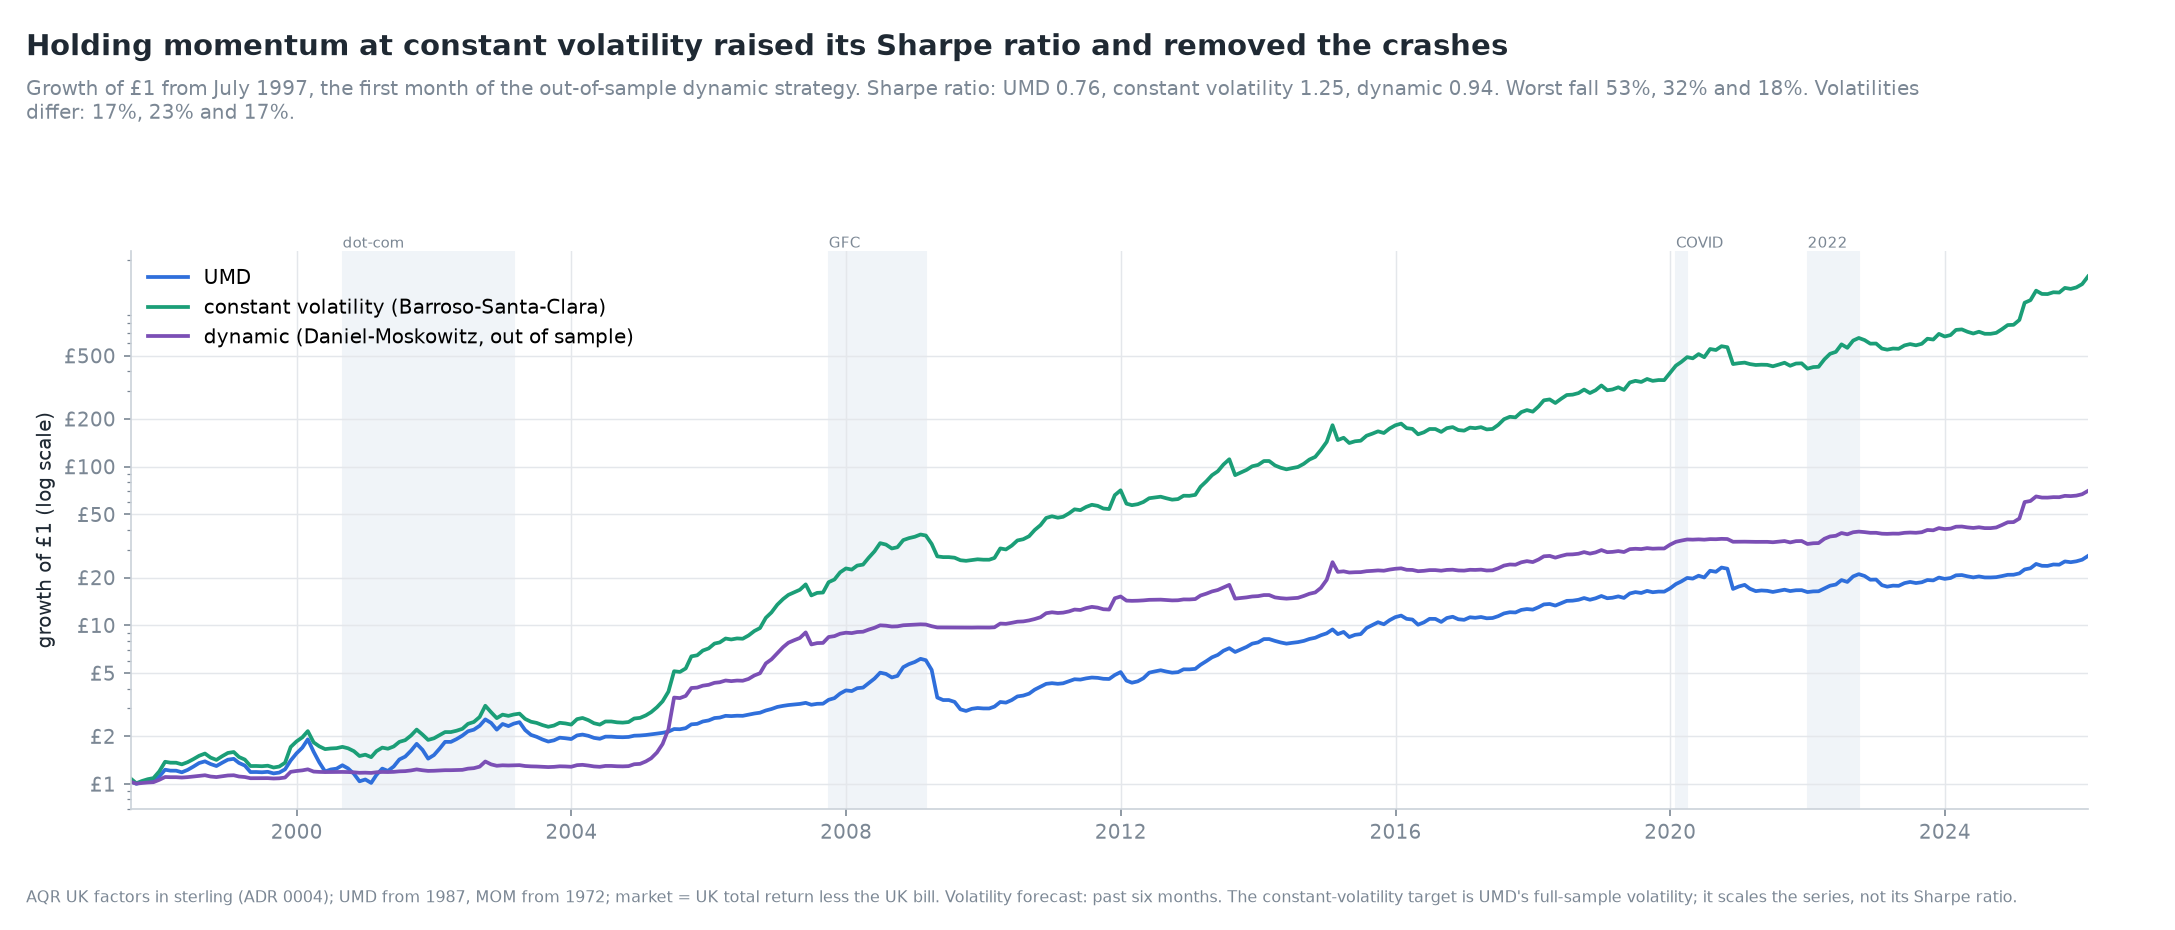 Holding momentum at constant volatility raised its Sharpe ratio and removed the crashes
Growth of £1 from July 1997, the first month of the out-of-sample dynamic strategy. Sharpe ratio: UMD 0.76, constant volatility 1.25, dynamic 0.94. Worst fall 53%, 32% and 18%. Volatilities
differ: 17%, 23% and 17%.
dot-com
GFC
COVID
2022
UMD
constant volatility (Barroso-Santa-Clara)
dynamic (Daniel-Moskowitz, out of sample)
growth of £1 (log scale)
£500
£200
£100
£50
£20
£10
£5
£2
£1
2000
2004
2008
2012
2016
2020
2024
AQR UK factors in sterling (ADR 0004); UMD from 1987, MOM from 1972; market = UK total return less the UK bill. Volatility forecast: past six months. The constant-volatility target is UMD's full-sample volatility; it scales the series, not its Sharpe ratio.